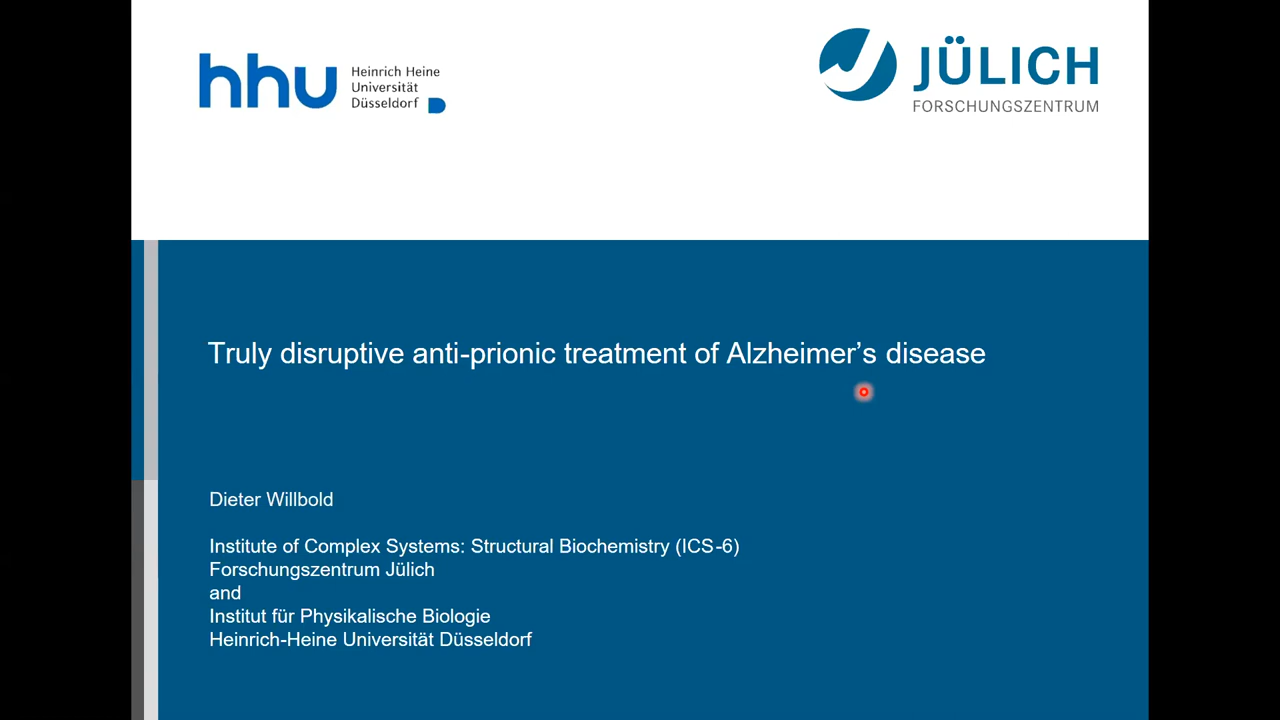 hhu
Heinrich Heine
Universität
Düsseldorf
JÜLICH
FORSCHUNGSZENTRUM
Truly disruptive anti-prionic treatment of Alzheimer’s disease
Dieter Willbold
Institute of Complex Systems: Structural Biochemistry (ICS-6)
Forschungszentrum Jülich
and
Institut für Physikalische Biologie
Heinrich-Heine Universität Düsseldorf